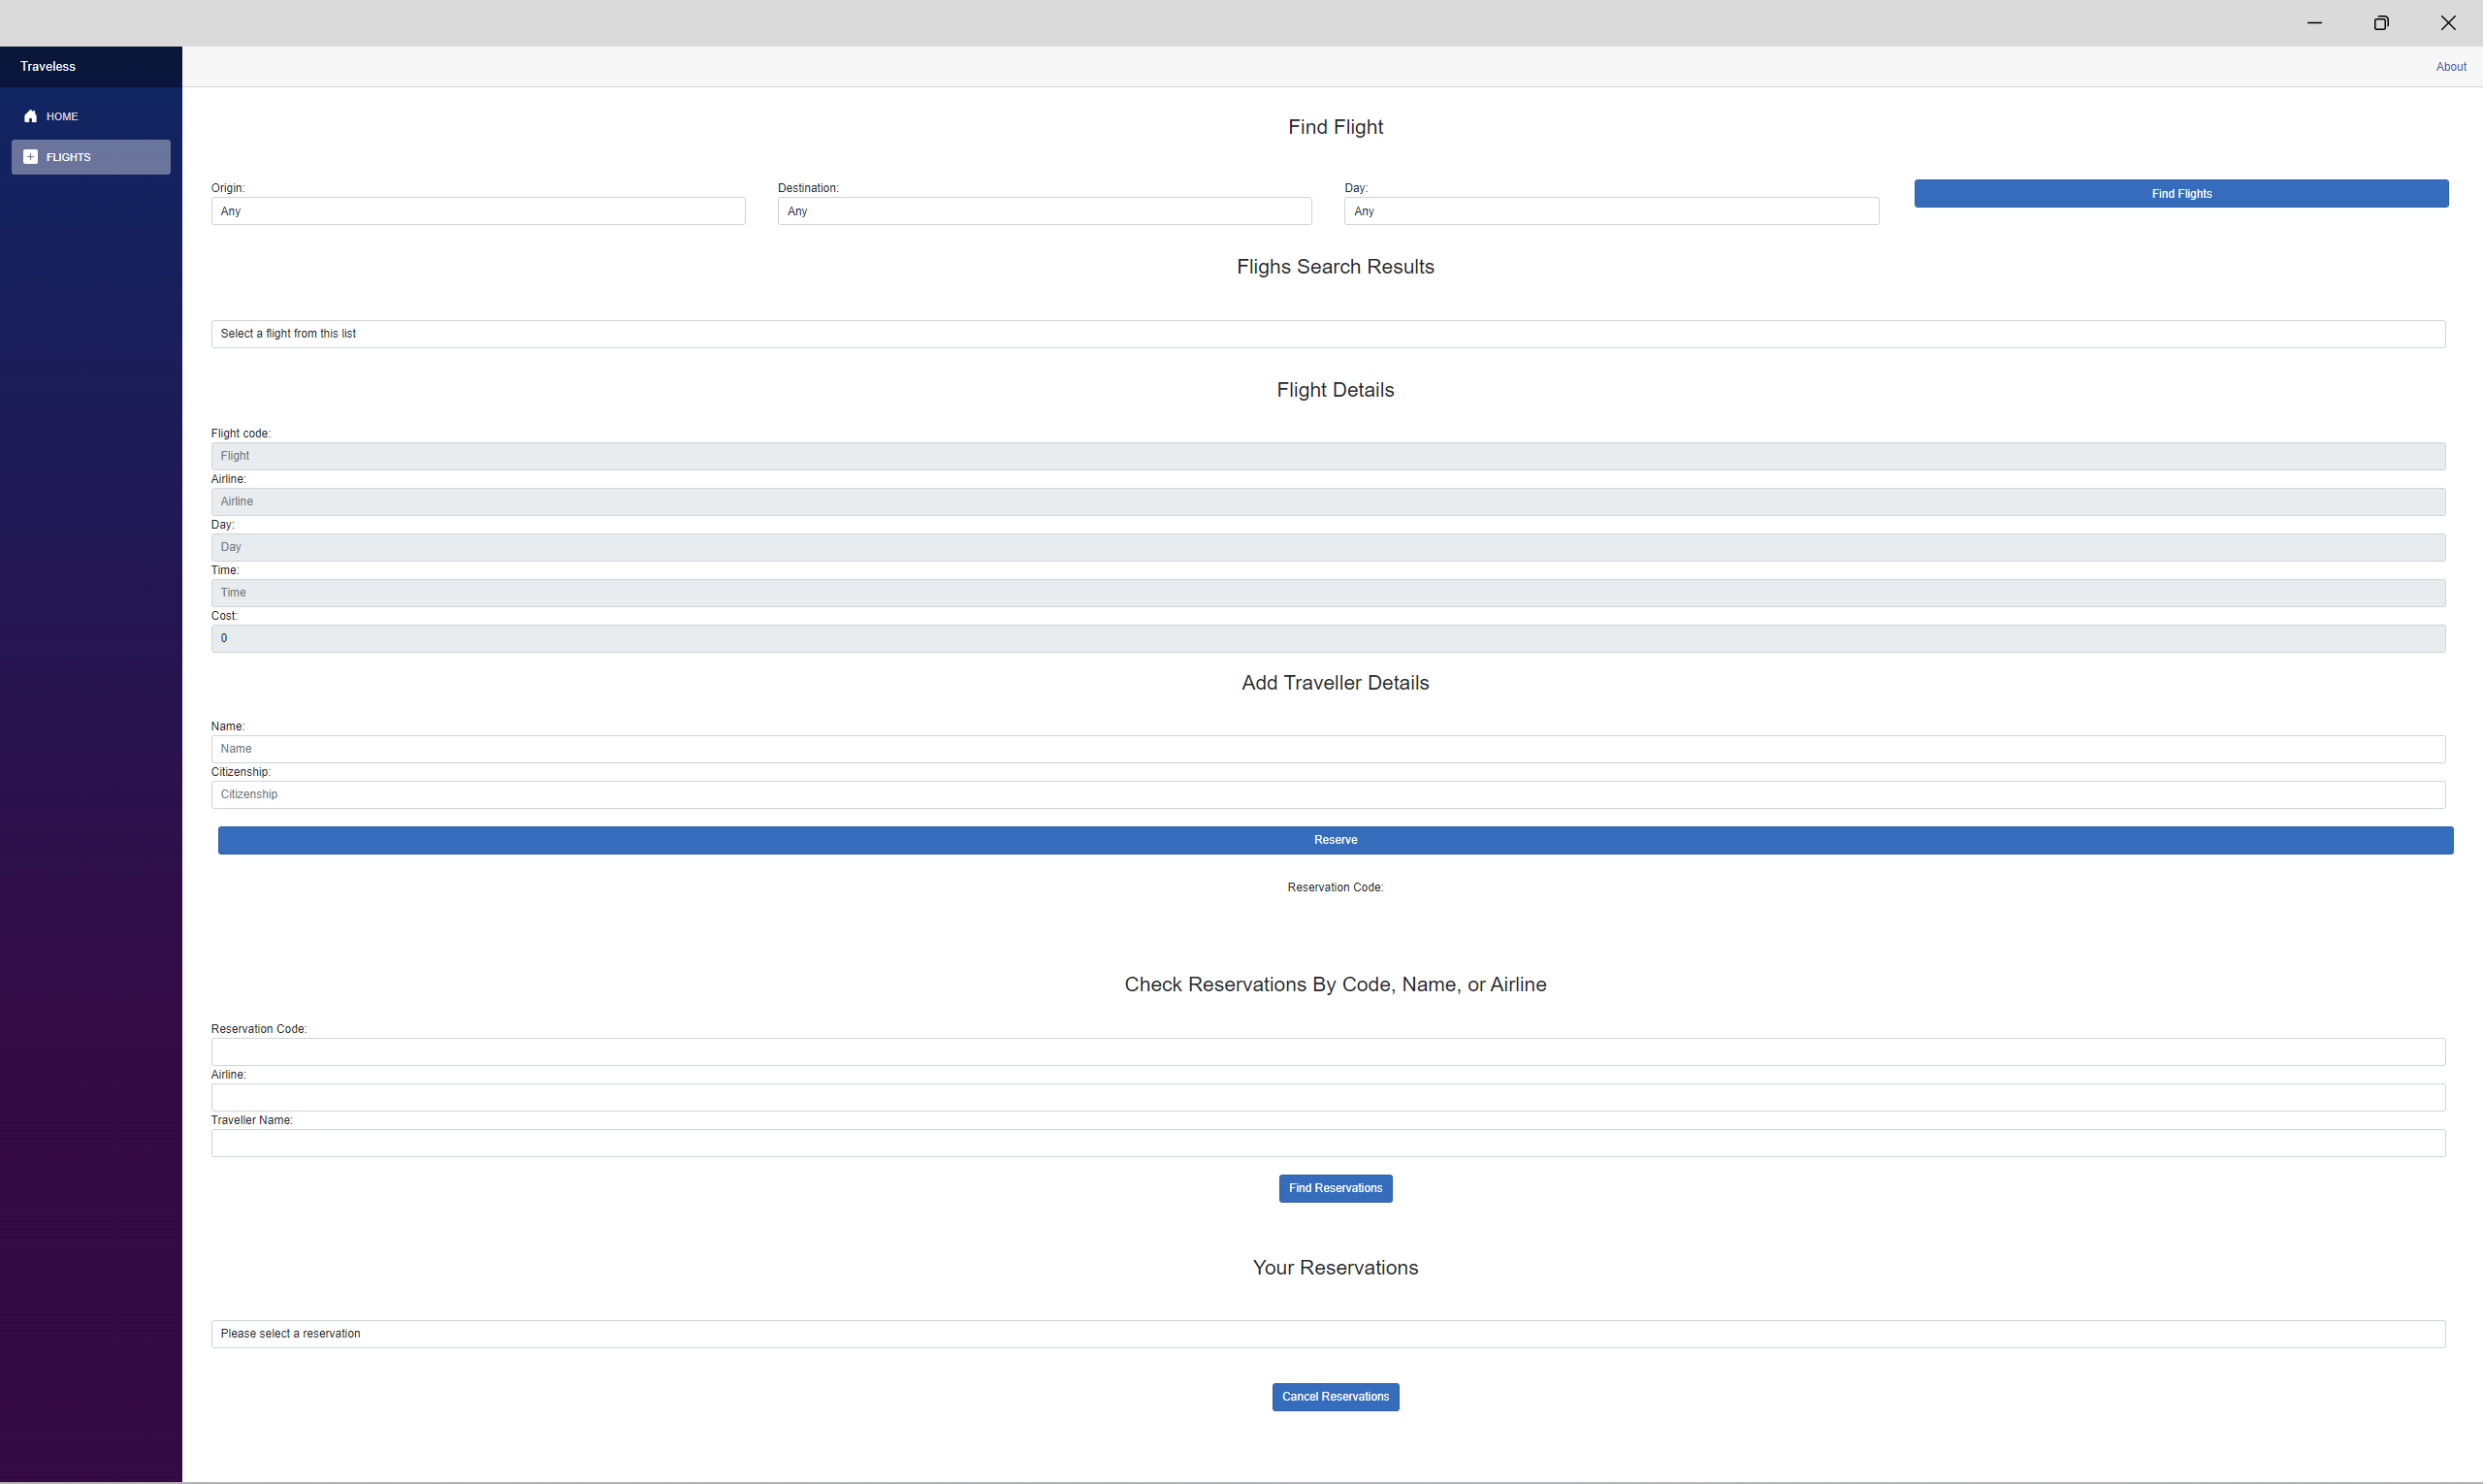 Traveless
About
HOME
FLIGHTS
Find Flight
Origin:
Any
Destination:
Any
Day:
Any
Find Flights
Flighs Search Results
Select a flight from this list
Flight Details
Flight code:
Flight
Airline:
Airline
Day:
Day
Time:
Time
Cost:
0
Add Traveller Details
Name:
Name
Citizenship:
Citizenship
Reserve
Reservation Code:
Check Reservations By Code, Name, or Airline
Reservation Code:
Airline:
Traveller Name:
Find Reservations
Your Reservations
Please select a reservation
Cancel Reservations